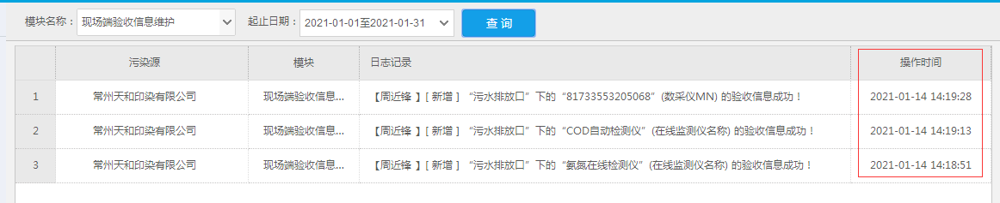 模块名称： 现场端验收信息维护 起止日期： 2021-01-01至2021-01-31 查 询
污染源 模块 日志记录 操作时间
1 常州天和印染有限公司 现场端验收信息... 【周近锋 】[ 新增 ] “污水排放口”下的“81733553205068”(数采仪MN) 的验收信息成功！ 2021-01-14 14:19:28
2 常州天和印染有限公司 现场端验收信息... 【周近锋 】[ 新增 ] “污水排放口”下的“COD自动检测仪”(在线监测仪名称) 的验收信息成功！ 2021-01-14 14:19:13
3 常州天和印染有限公司 现场端验收信息... 【周近锋 】[ 新增 ] “污水排放口”下的“氨氮在线检测仪”(在线监测仪名称) 的验收信息成功！ 2021-01-14 14:18:51